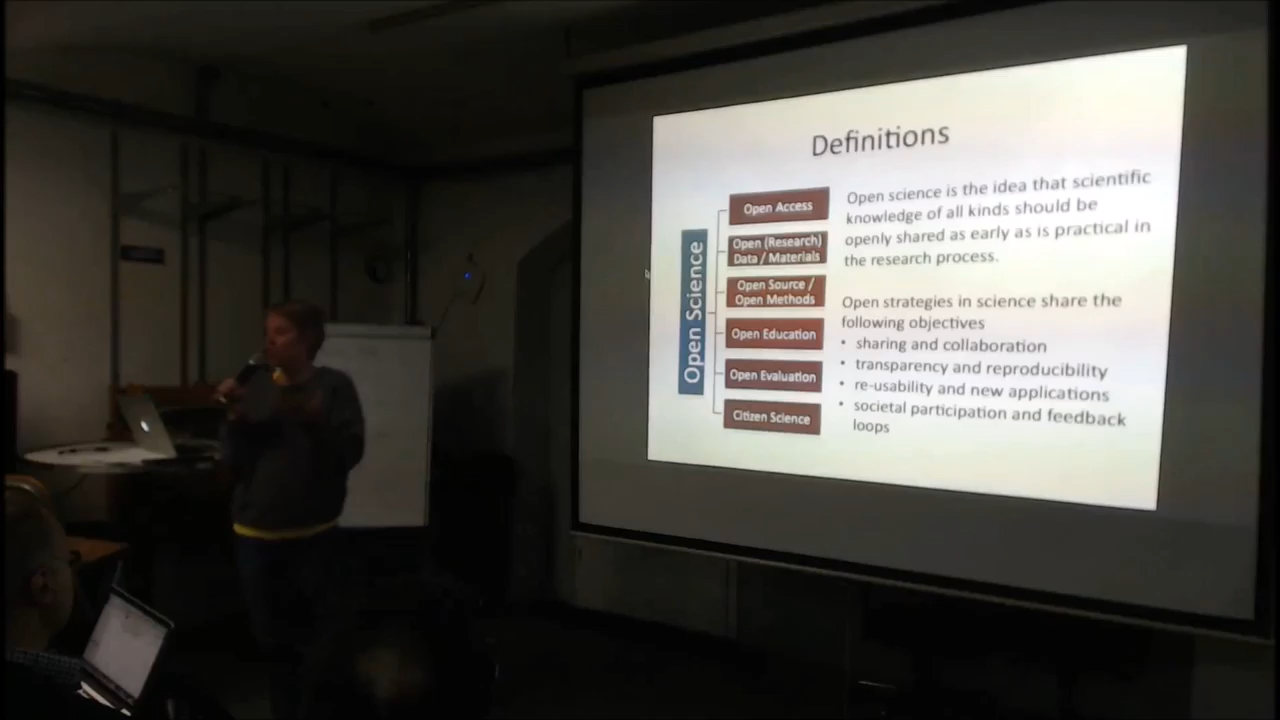 Definitions
Open Science
Open Access
Open (Research)
Data / Materials
Open Source /
Open Methods
Open Education
Open Evaluation
Citizen Science
Open science is the idea that scientific
knowledge of all kinds should be
openly shared as early as is practical in
the research process.
Open strategies in science share the
following objectives
• sharing and collaboration
• transparency and reproducibility
• re-usability and new applications
• societal participation and feedback
loops